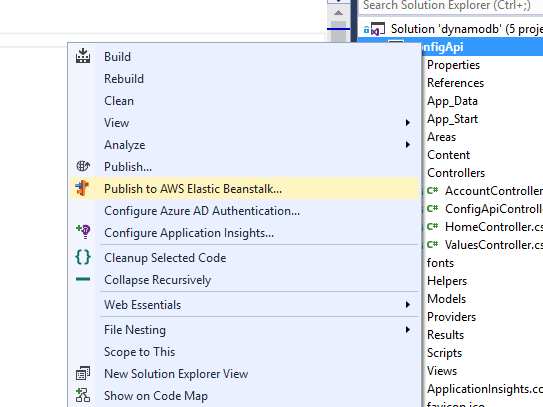 Search Solution Explorer (Ctrl+;)
Solution 'dynamodb' (5 proje
nfigApi
Properties
References
App_Data
App_Start
Areas
Content
Controllers
AccountController
ConfigApiControll
HomeController.cs
ValuesController.cs
fonts
Helpers
Models
Providers
Results
Scripts
Views
ApplicationInsights.co
favicon.ico
Build
Rebuild
Clean
View
Analyze
Publish...
Publish to AWS Elastic Beanstalk...
Configure Azure AD Authentication...
Configure Application Insights...
Cleanup Selected Code
Collapse Recursively
Web Essentials
File Nesting
Scope to This
New Solution Explorer View
Show on Code Map